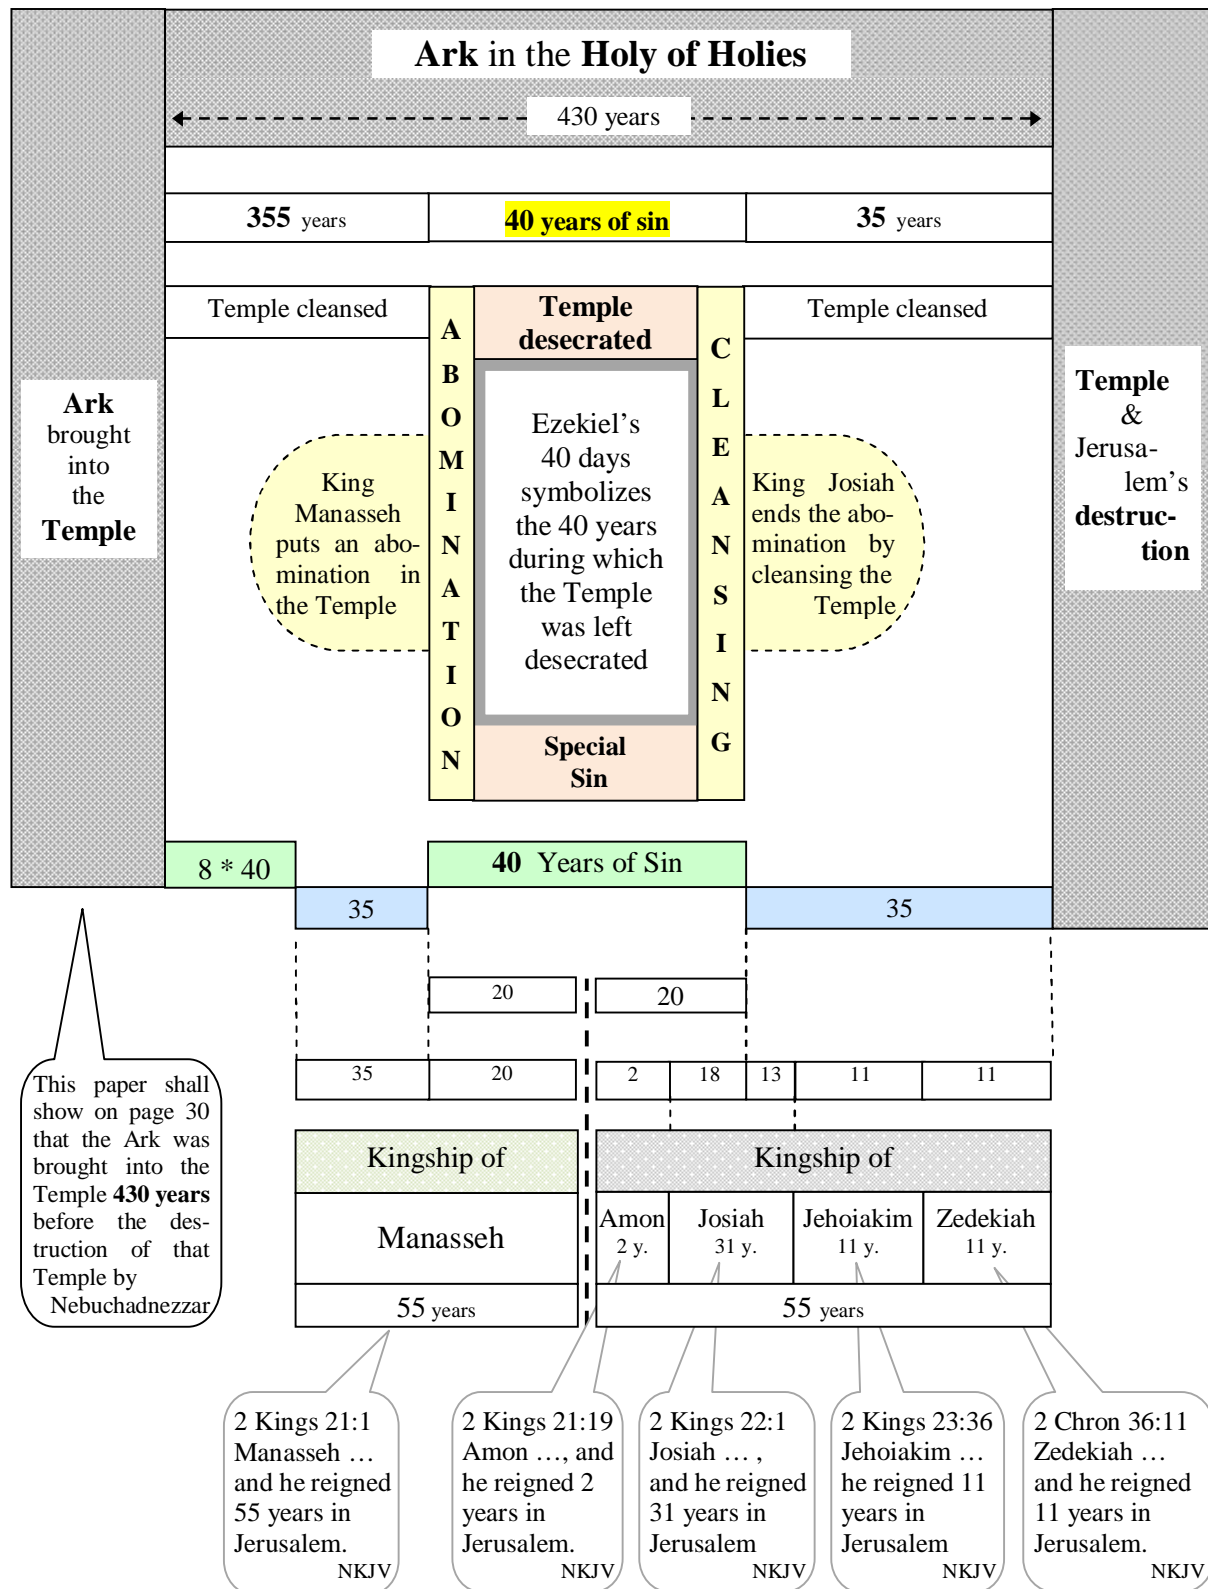 Ark in the Holy of Holies
430 years
355 years
40 years of sin
35 years
Temple cleansed
Temple
desecrated
Temple cleansed
A
B
O
M
I
N
A
T
I
O
N
C
L
E
A
N
S
I
N
G
Ark
brought
into
the
Temple
King
Manasseh
puts an abo-
mination in
the Temple
Ezekiel’s
40 days
symbolizes
the 40 years
during which
the Temple
was left
desecrated
King Josiah
ends the abo-
mination by
cleansing the
Temple
Temple
&
Jerusa-
lem’s
destruc-
tion
Special
Sin
8 * 40
40 Years of Sin
35
35
20
20
35
20
2
18
13
11
11
This paper shall
show on page 30
that the Ark was
brought into the
Temple 430 years
before the des-
truction of that
Temple by
Nebuchadnezzar
Kingship of
Kingship of
Manasseh
Amon
2 y.
Josiah
31 y.
Jehoiakim
11 y.
Zedekiah
11 y.
55 years
55 years
2 Kings 21:1
Manasseh …
and he reigned
55 years in
Jerusalem.
NKJV
2 Kings 21:19
Amon …, and
he reigned 2
years in
Jerusalem.
NKJV
2 Kings 22:1
Josiah … ,
and he reigned
31 years in
Jerusalem
NKJV
2 Kings 23:36
Jehoiakim …
he reigned 11
years in
Jerusalem
NKJV
2 Chron 36:11
Zedekiah …
and he reigned
11 years in
Jerusalem.
NKJV